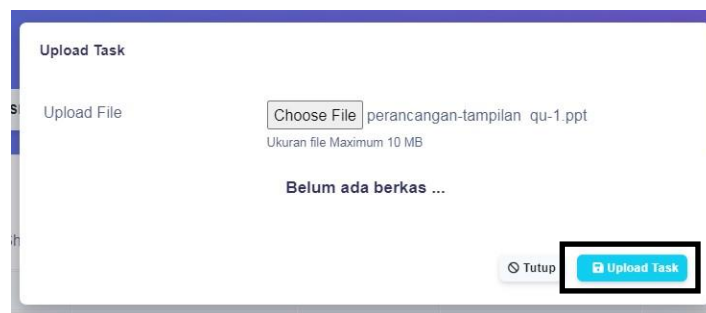 Upload Task
Upload File
Choose File perancangan-tampilan qu-1.ppt
Ukuran file Maximum 10 MB
Belum ada berkas ...
Tutup
Upload Task